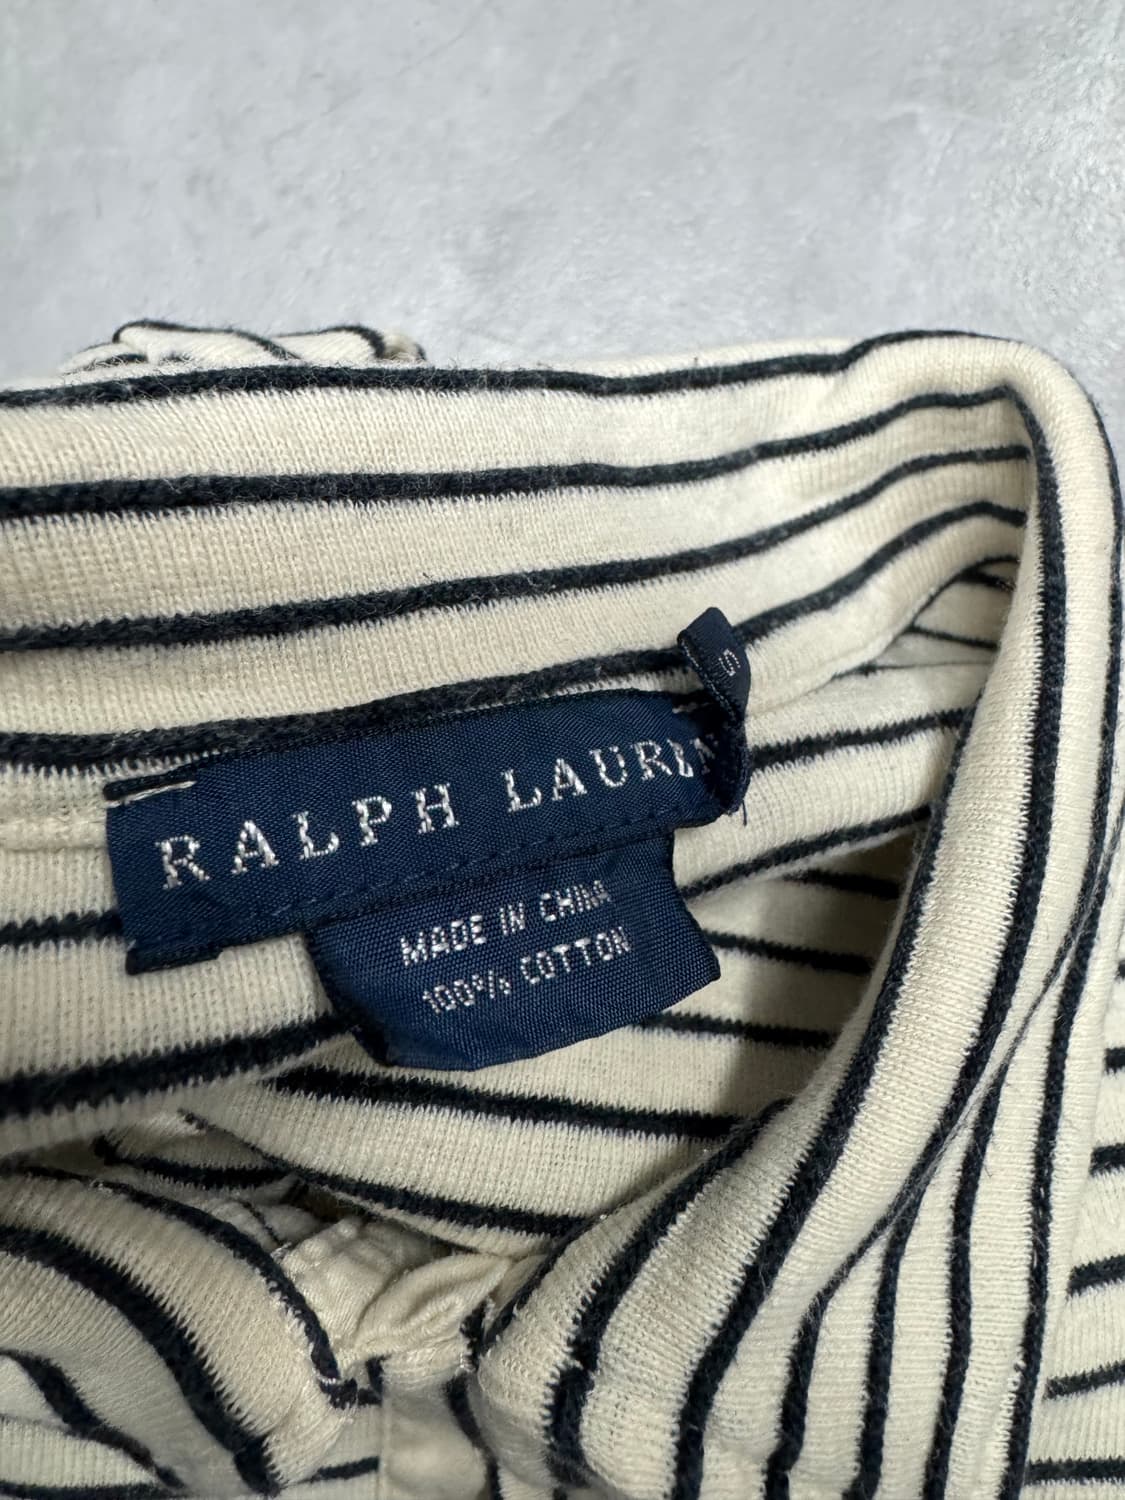 RALPH LAUREN
MADE IN CHINA
100% COTTON